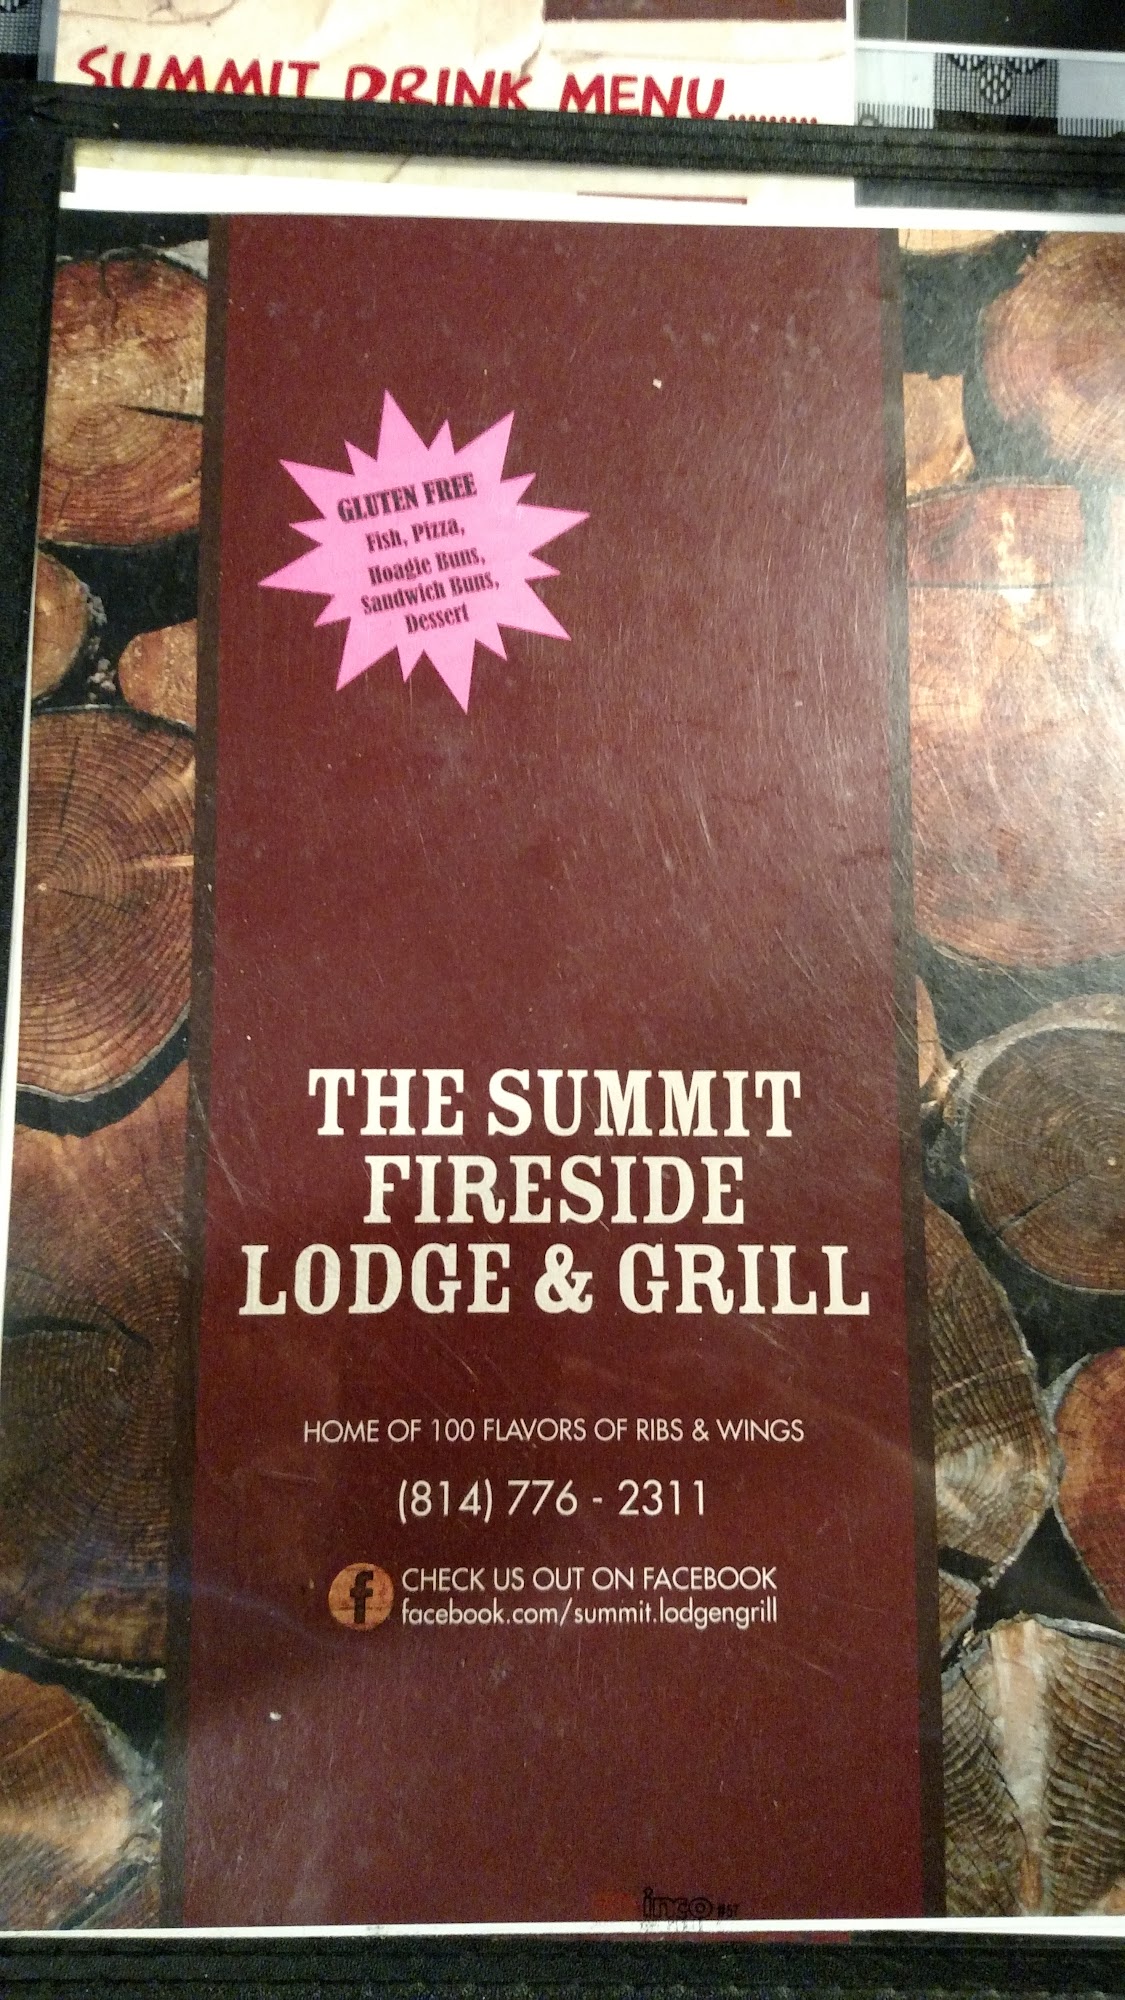 SUMMIT DRINK MENU.........
GLUTEN FREE
Fish, Pizza,
Hoagie Buns,
Sandwich Buns,
Dessert
THE SUMMIT
FIRESIDE
LODGE & GRILL
HOME OF 100 FLAVORS OF RIBS & WINGS
(814) 776 - 2311
f CHECK US OUT ON FACEBOOK
facebook.com/summit.lodgengrill
#57